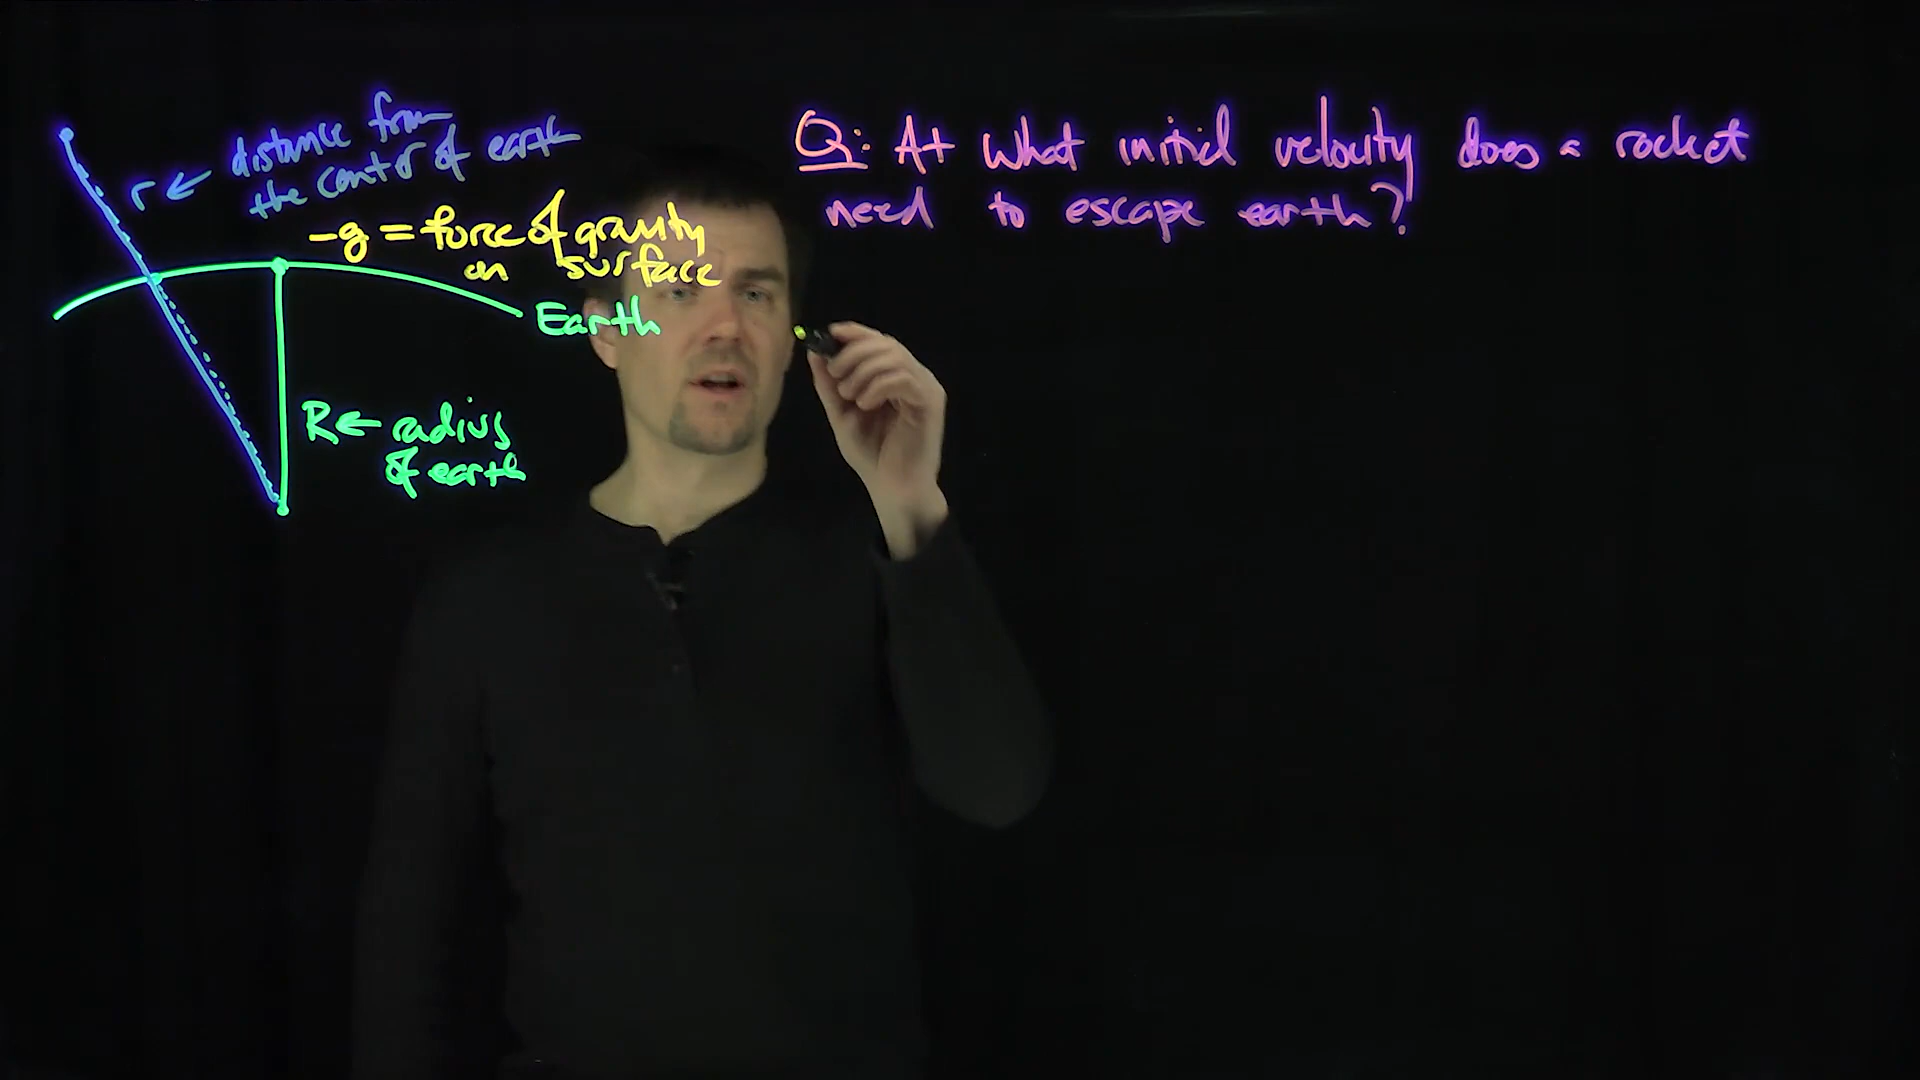 r ← distance from
the center of earth
-g = force of gravity
on surface
Earth
R ← radius
of earth
Q: At what initial velocity does a rocket
need to escape earth?